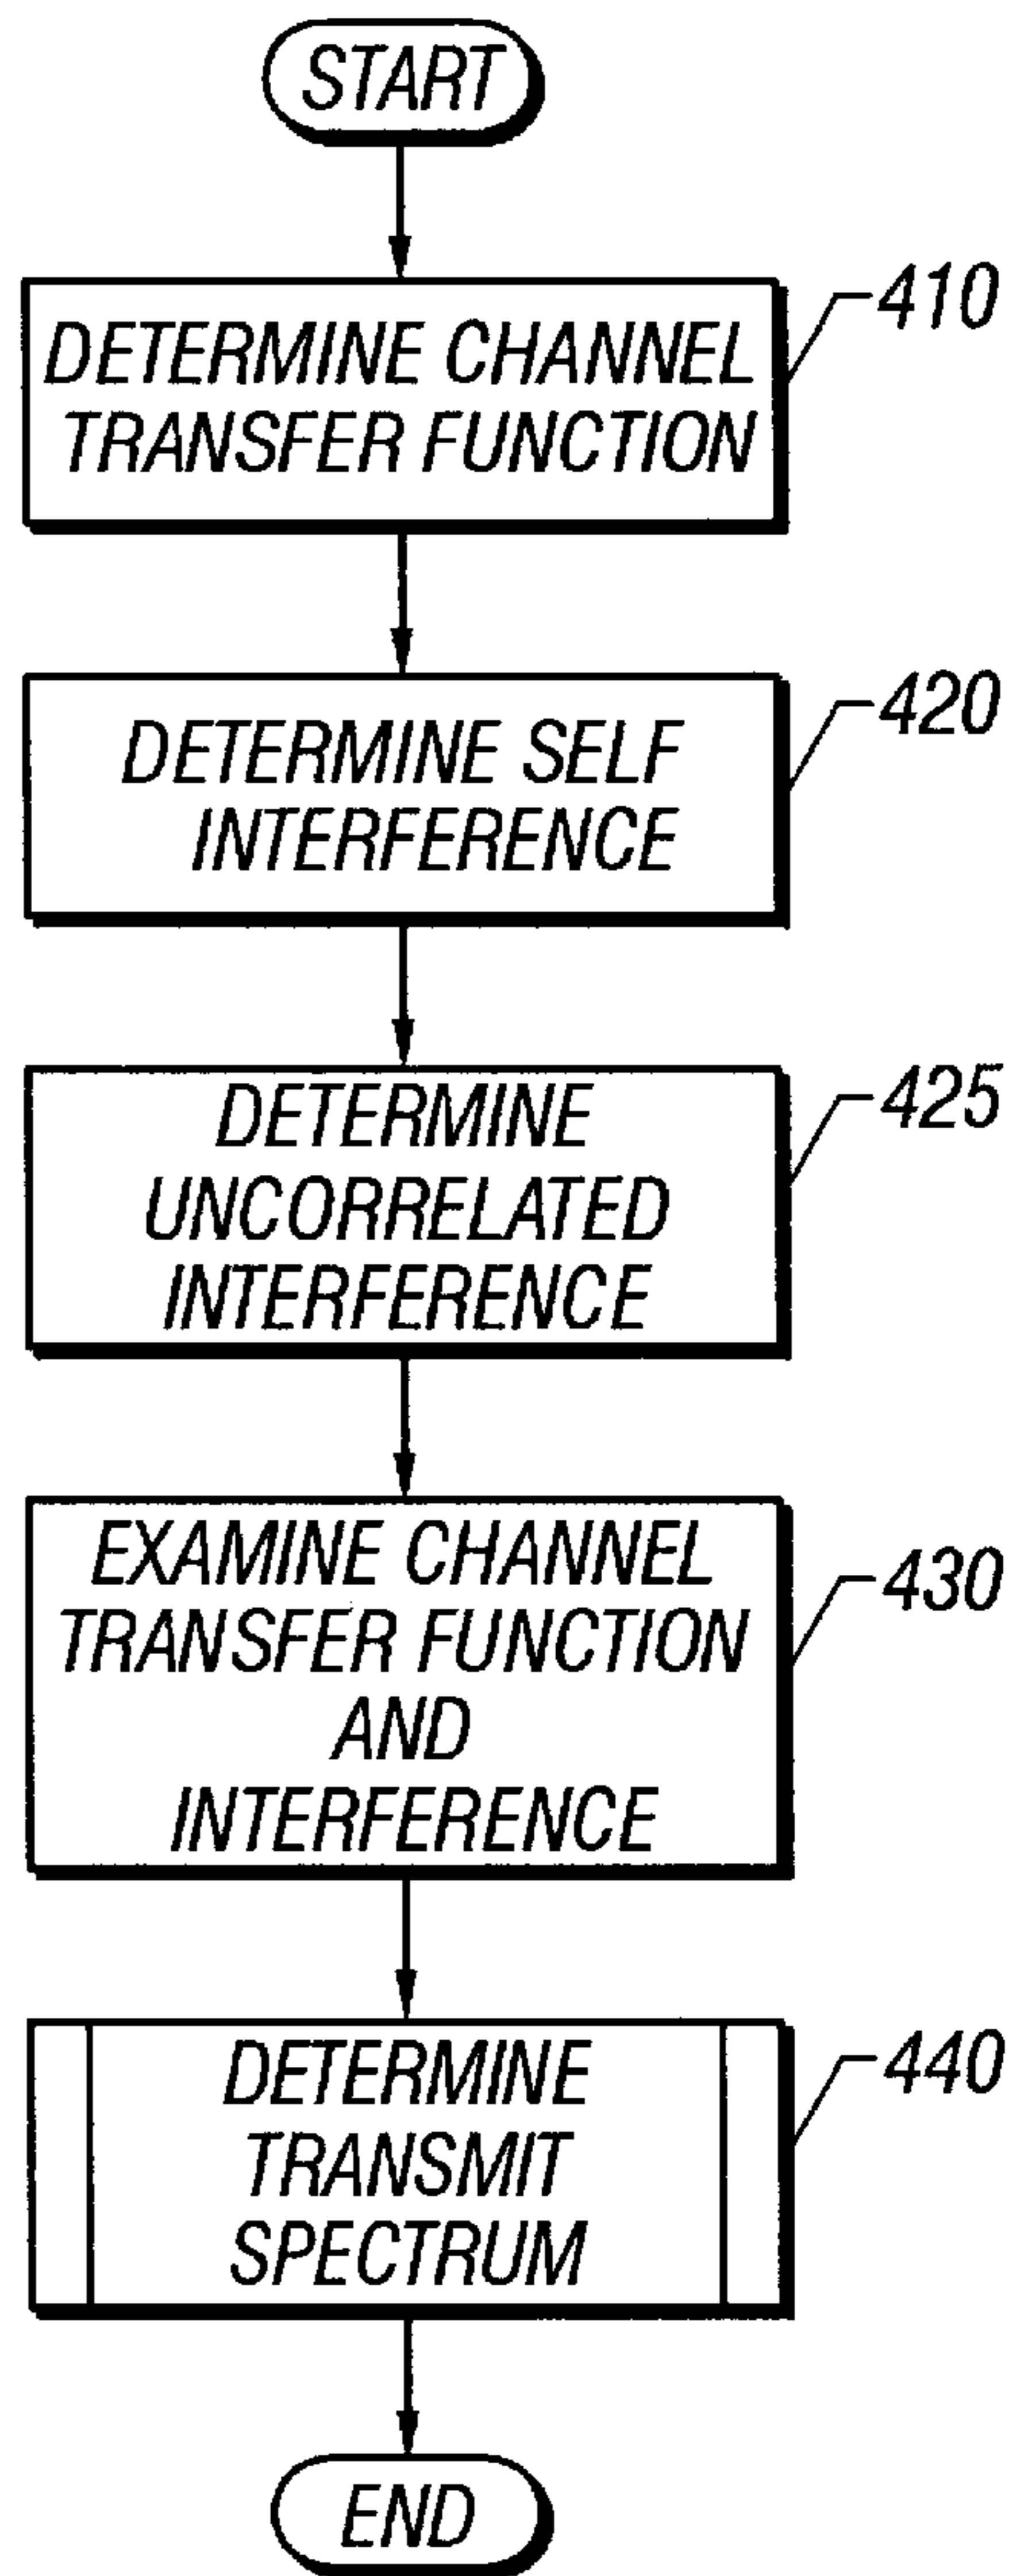 START
DETERMINE CHANNEL
TRANSFER FUNCTION
410
DETERMINE SELF
INTERFERENCE
420
DETERMINE
UNCORRELATED
INTERFERENCE
425
EXAMINE CHANNEL
TRANSFER FUNCTION
AND
INTERFERENCE
430
DETERMINE
TRANSMIT
SPECTRUM
440
END